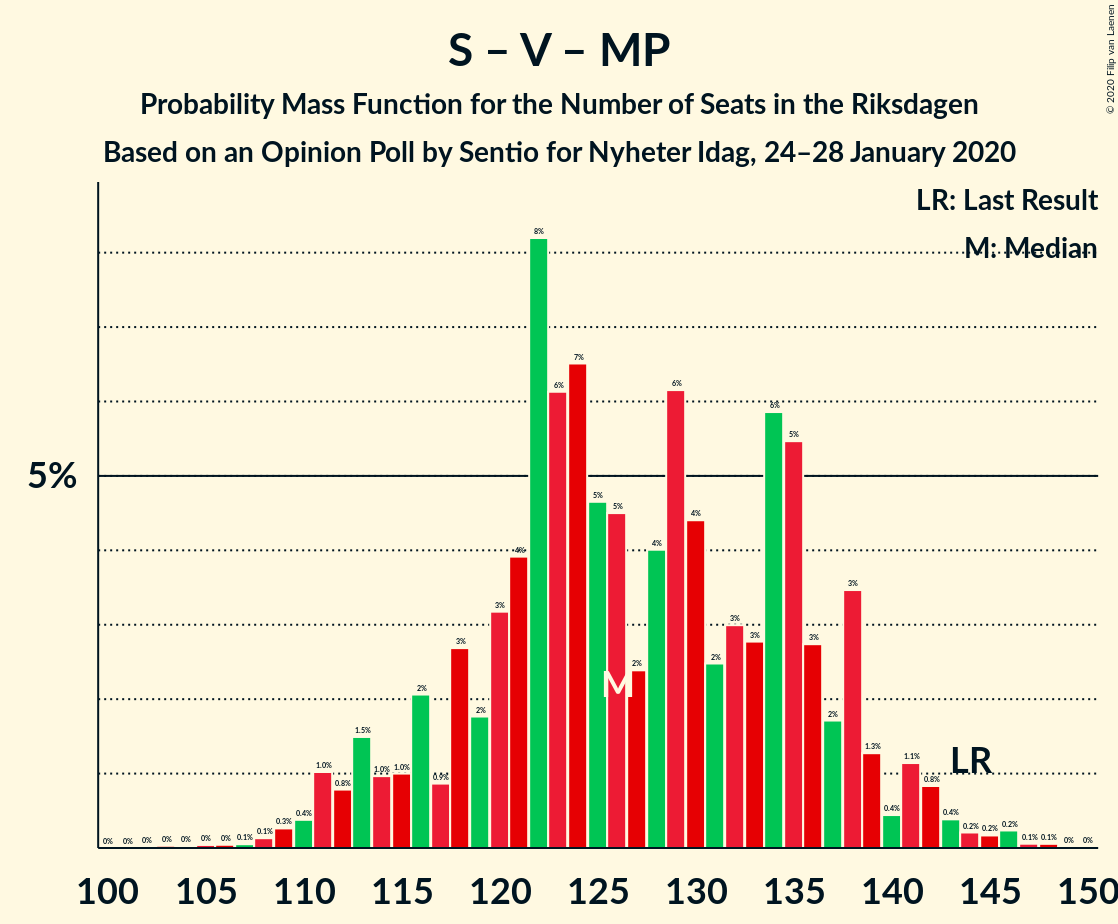 S – V – MP
Probability Mass Function for the Number of Seats in the Riksdagen
Based on an Opinion Poll by Sentio for Nyheter Idag, 24–28 January 2020
© 2020 Filip van Laenen
LR: Last Result
M: Median
5%
0% 0% 0% 0% 0% 0% 0% 0.1% 0.1% 0.3% 0.4% 1.0% 0.8% 1.5% 1.0% 1.0% 2% 0.9% 3% 2% 3% 4% 8% 6% 7% 5% 5% 2% 4% 6% 4% 2% 3% 3% 6% 5% 3% 2% 3% 1.3% 0.4% 1.1% 0.8% 0.4% 0.2% 0.2% 0.2% 0.1% 0.1% 0% 0%
M
LR
100 105 110 115 120 125 130 135 140 145 150